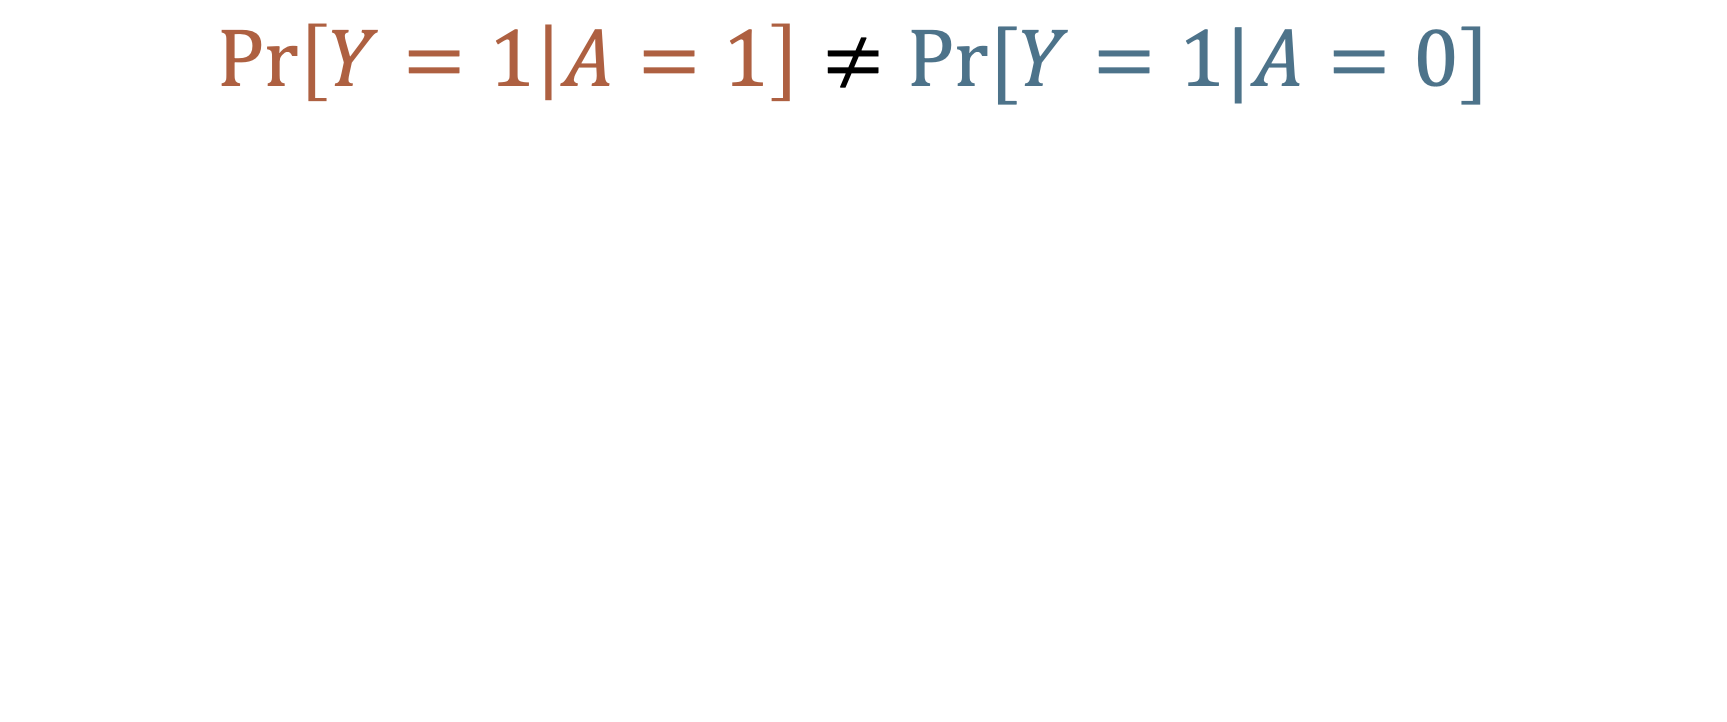 Pr[Y = 1|A = 1] ≠ Pr[Y = 1|A = 0]